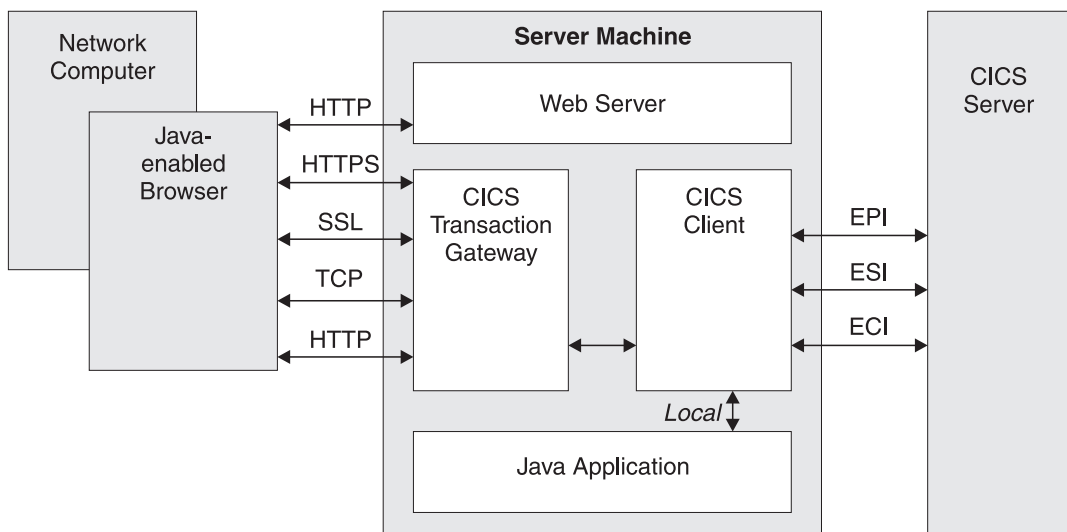 Network
Computer
Java-
enabled
Browser
HTTP
HTTPS
SSL
TCP
HTTP
Server Machine
Web Server
CICS
Transaction
Gateway
CICS
Client
Local
Java Application
EPI
ESI
ECI
CICS
Server